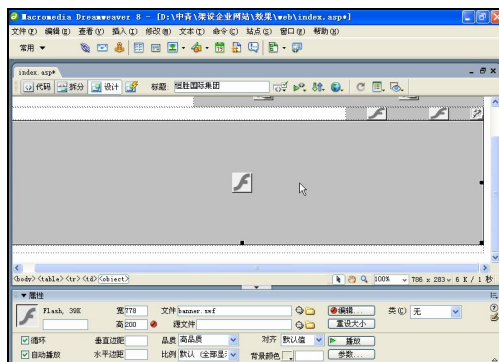 Macromedia Dreamweaver 8 - [D:\中青\架设企业网站\效果\web\index.asp*]
文件(F) 编辑(E) 查看(V) 插入(I) 修改(M) 文本(T) 命令(C) 站点(S) 窗口(W) 帮助(H)
常用
index.asp*
代码 拆分 设计 标题: 恒胜国际集团
<body><table><tr><td><object> 100% 786 x 283 6 K / 1 秒
属性
Flash, 39K 宽 778 文件 banner.swf 编辑... 类(C) 无
高 200 源文件 重设大小
循环 垂直边距 品质 高品质 对齐 默认值 播放
自动播放 水平边距 比例 默认 (全部显 背景颜色 参数...